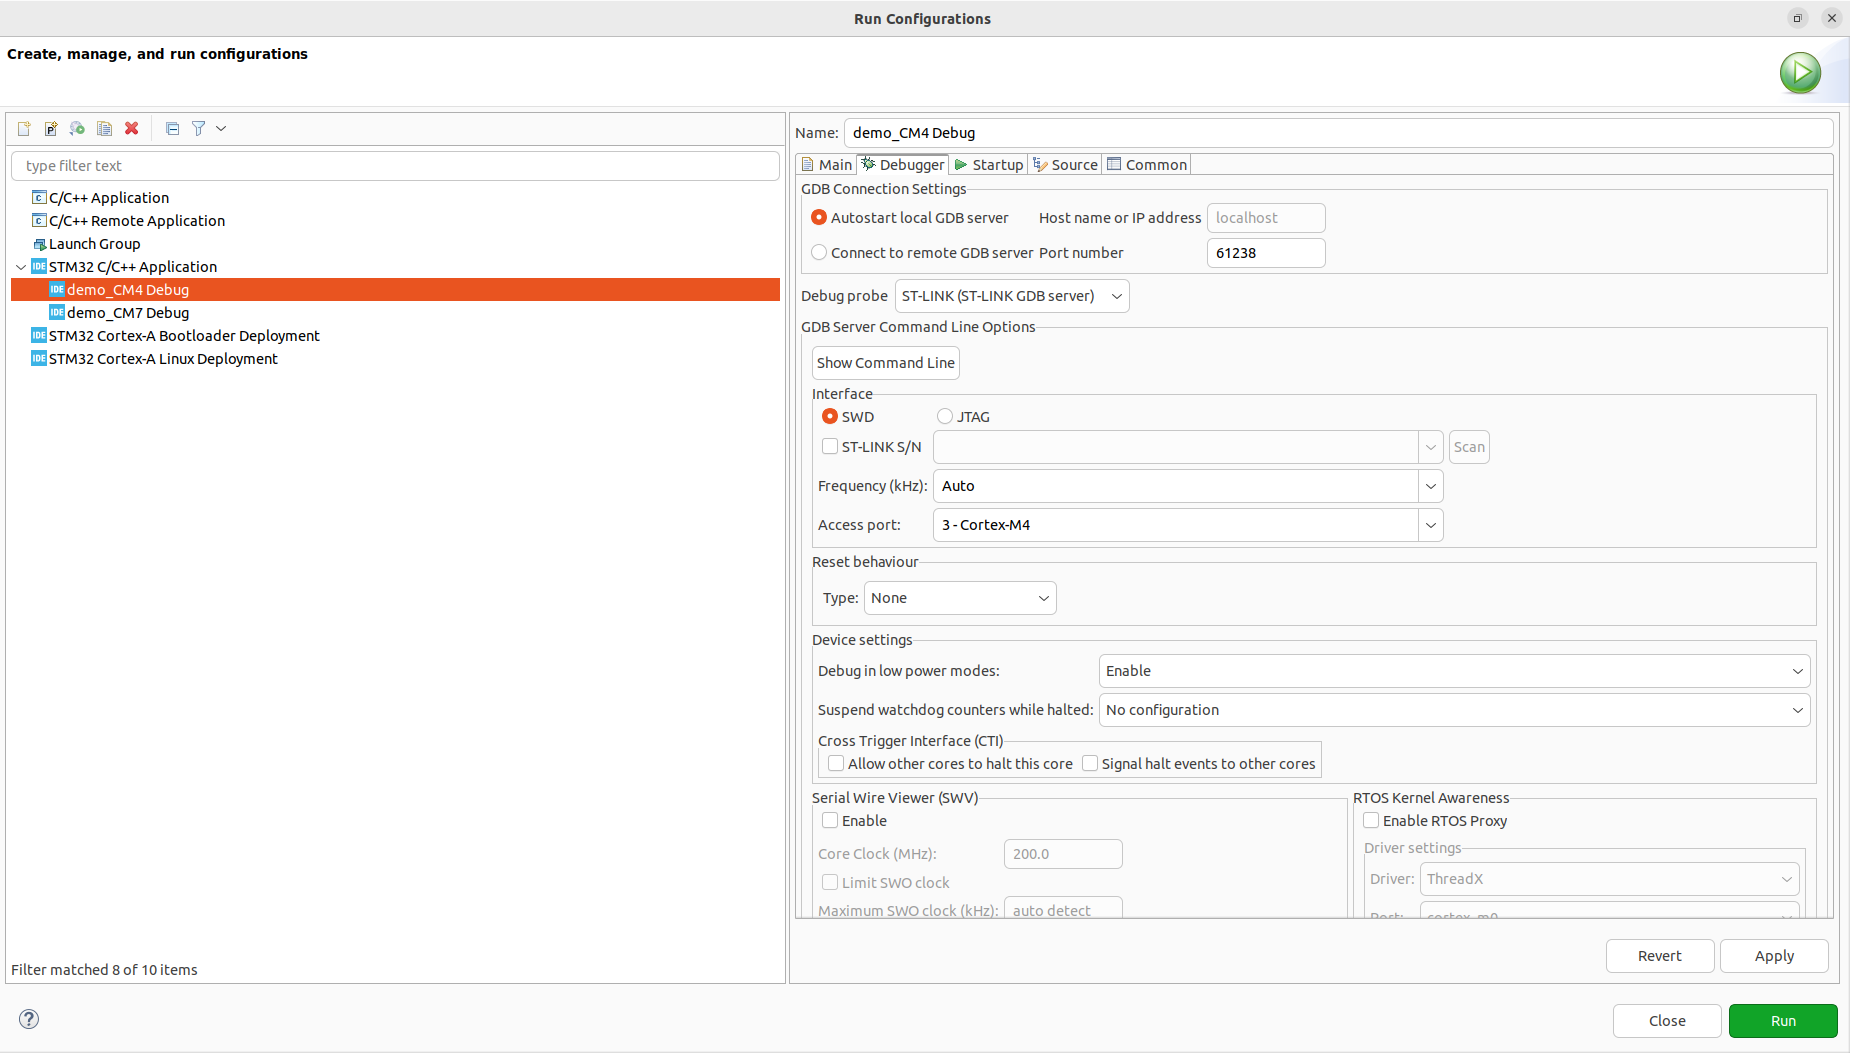 Run Configurations
Create, manage, and run configurations
type filter text
C/C++ Application
C/C++ Remote Application
Launch Group
IDE STM32 C/C++ Application
IDE demo_CM4 Debug
IDE demo_CM7 Debug
IDE STM32 Cortex-A Bootloader Deployment
IDE STM32 Cortex-A Linux Deployment
Filter matched 8 of 10 items
Name: demo_CM4 Debug
Main Debugger Startup Source Common
GDB Connection Settings
Autostart local GDB server Host name or IP address localhost
Connect to remote GDB server Port number 61238
Debug probe ST-LINK (ST-LINK GDB server)
GDB Server Command Line Options
Show Command Line
Interface
SWD JTAG
ST-LINK S/N Scan
Frequency (kHz): Auto
Access port: 3 - Cortex-M4
Reset behaviour
Type: None
Device settings
Debug in low power modes: Enable
Suspend watchdog counters while halted: No configuration
Cross Trigger Interface (CTI)
Allow other cores to halt this core Signal halt events to other cores
Serial Wire Viewer (SWV) RTOS Kernel Awareness
Enable Enable RTOS Proxy
Driver settings
Core Clock (MHz): 200.0
Driver: ThreadX
Limit SWO clock
Maximum SWO clock (kHz): auto detect
Port: cortex_m0
Revert Apply
Close Run